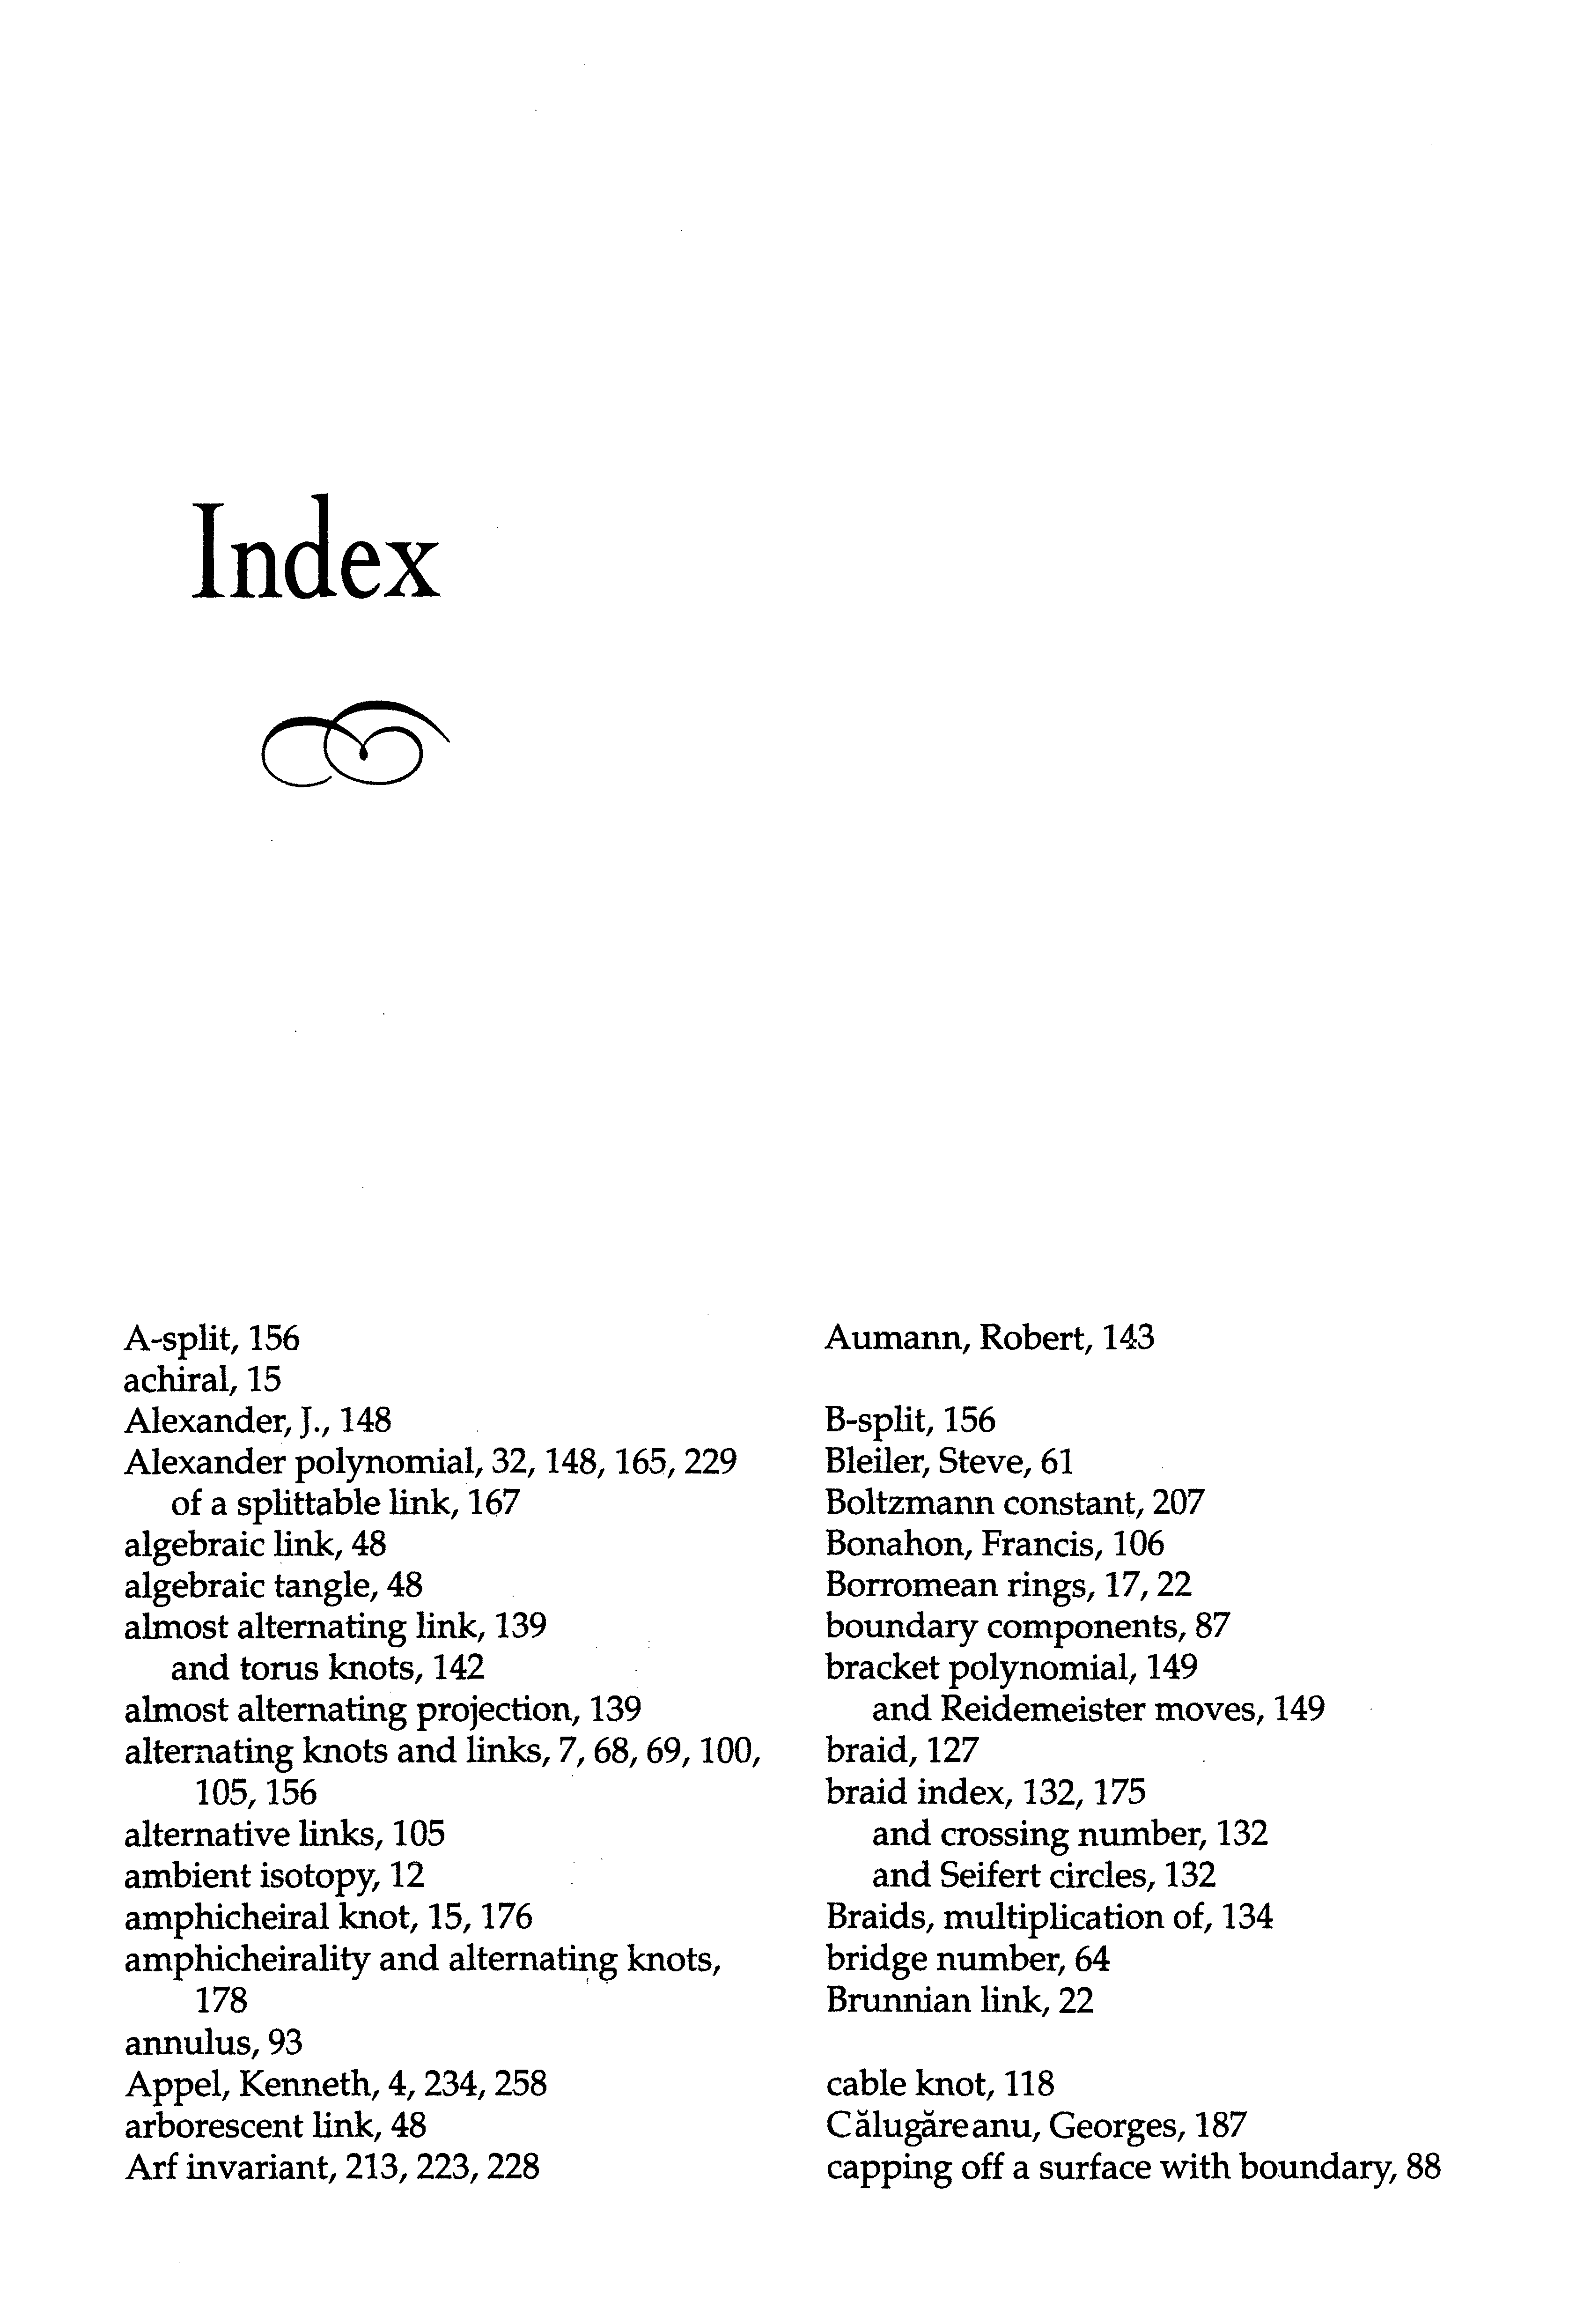 Index
A-split, 156
achiral, 15
Alexander, J., 148
Alexander polynomial, 32, 148, 165, 229
of a splittable link, 167
algebraic link, 48
algebraic tangle, 48
almost alternating link, 139
and torus knots, 142
almost alternating projection, 139
alternating knots and links, 7, 68, 69, 100,
105, 156
alternative links, 105
ambient isotopy, 12
amphicheiral knot, 15, 176
amphicheirality and alternating knots,
178
annulus, 93
Appel, Kenneth, 4, 234, 258
arborescent link, 48
Arf invariant, 213, 223, 228
Aumann, Robert, 143
B-split, 156
Bleiler, Steve, 61
Boltzmann constant, 207
Bonahon, Francis, 106
Borromean rings, 17, 22
boundary components, 87
bracket polynomial, 149
and Reidemeister moves, 149
braid, 127
braid index, 132, 175
and crossing number, 132
and Seifert circles, 132
Braids, multiplication of, 134
bridge number, 64
Brunnian link, 22
cable knot, 118
Călugăreanu, Georges, 187
capping off a surface with boundary, 88